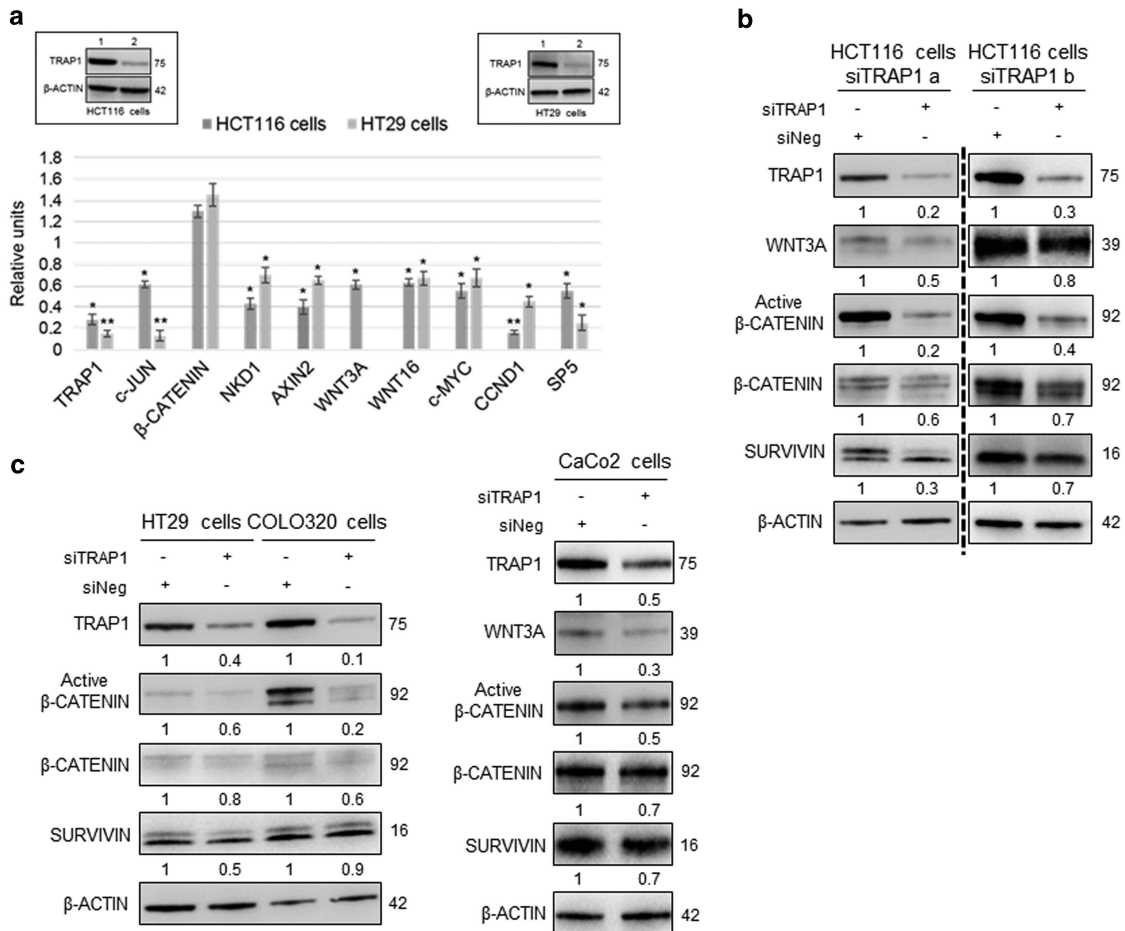 a
1 2
TRAP1 75
β-ACTIN 42
HCT116 cells
1 2
TRAP1 75
β-ACTIN 42
HT29 cells
HCT116 cells HT29 cells
Relative units
1.8
1.6
1.4
1.2
1
0.8
0.6
0.4
0.2
0
* ** * ** * * * * * * * * * ** * * *
TRAP1 c-JUN β-CATENIN NKD1 AXIN2 WNT3A WNT16 c-MYC CCND1 SP5
b
HCT116 cells HCT116 cells
siTRAP1 a siTRAP1 b
siTRAP1 - + - +
siNeg + - + -
TRAP1 75
1 0.2 1 0.3
WNT3A 39
1 0.5 1 0.8
Active
β-CATENIN 92
1 0.2 1 0.4
β-CATENIN 92
1 0.6 1 0.7
SURVIVIN 16
1 0.3 1 0.7
β-ACTIN 42
c
HT29 cells COLO320 cells
siTRAP1 - + - +
siNeg + - + -
TRAP1 75
1 0.4 1 0.1
Active
β-CATENIN 92
1 0.6 1 0.2
β-CATENIN 92
1 0.8 1 0.6
SURVIVIN 16
1 0.5 1 0.9
β-ACTIN 42
CaCo2 cells
siTRAP1 - +
siNeg + -
TRAP1 75
1 0.5
WNT3A 39
1 0.3
Active
β-CATENIN 92
1 0.5
β-CATENIN 92
1 0.7
SURVIVIN 16
1 0.7
β-ACTIN 42